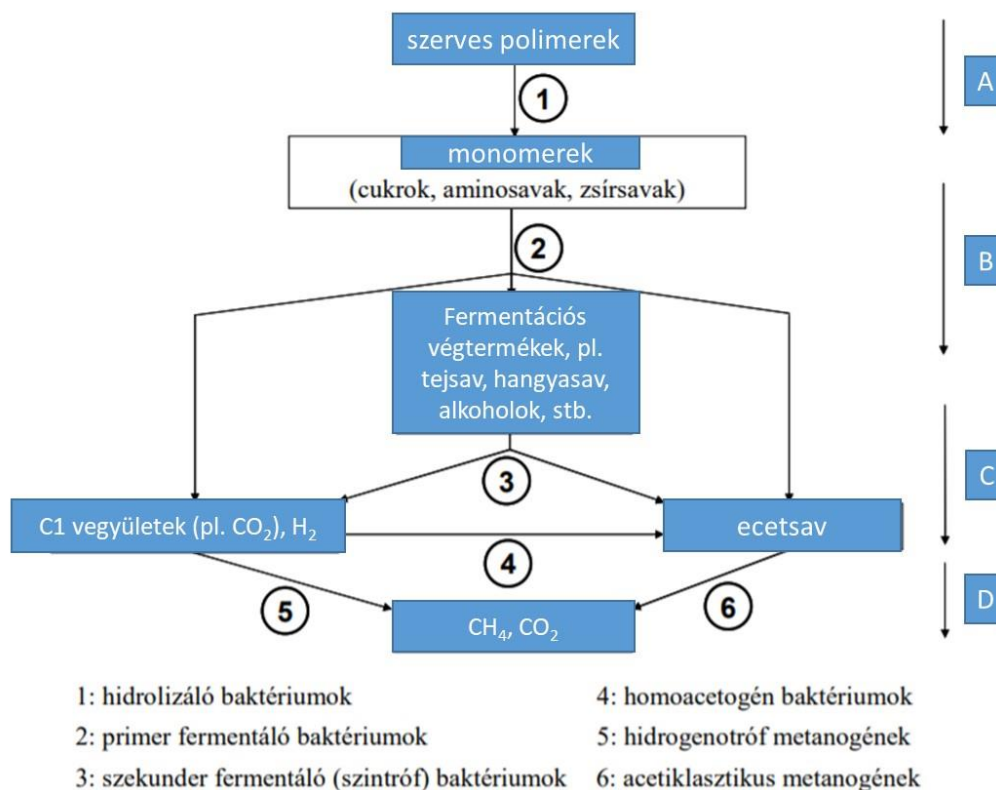 szerves polimerek
A
1
monomerek
(cukrok, aminosavak, zsírsavak)
2
B
Fermentációs
végtermékek, pl.
tejsav, hangyasav,
alkoholok, stb.
3
C
C1 vegyületek (pl. CO₂), H₂
ecetsav
4
5
6
D
CH₄, CO₂
1: hidrolizáló baktériumok
2: primer fermentáló baktériumok
3: szekunder fermentáló (szintróf) baktériumok
4: homoacetogén baktériumok
5: hidrogenotróf metanogének
6: acetiklasztikus metanogének